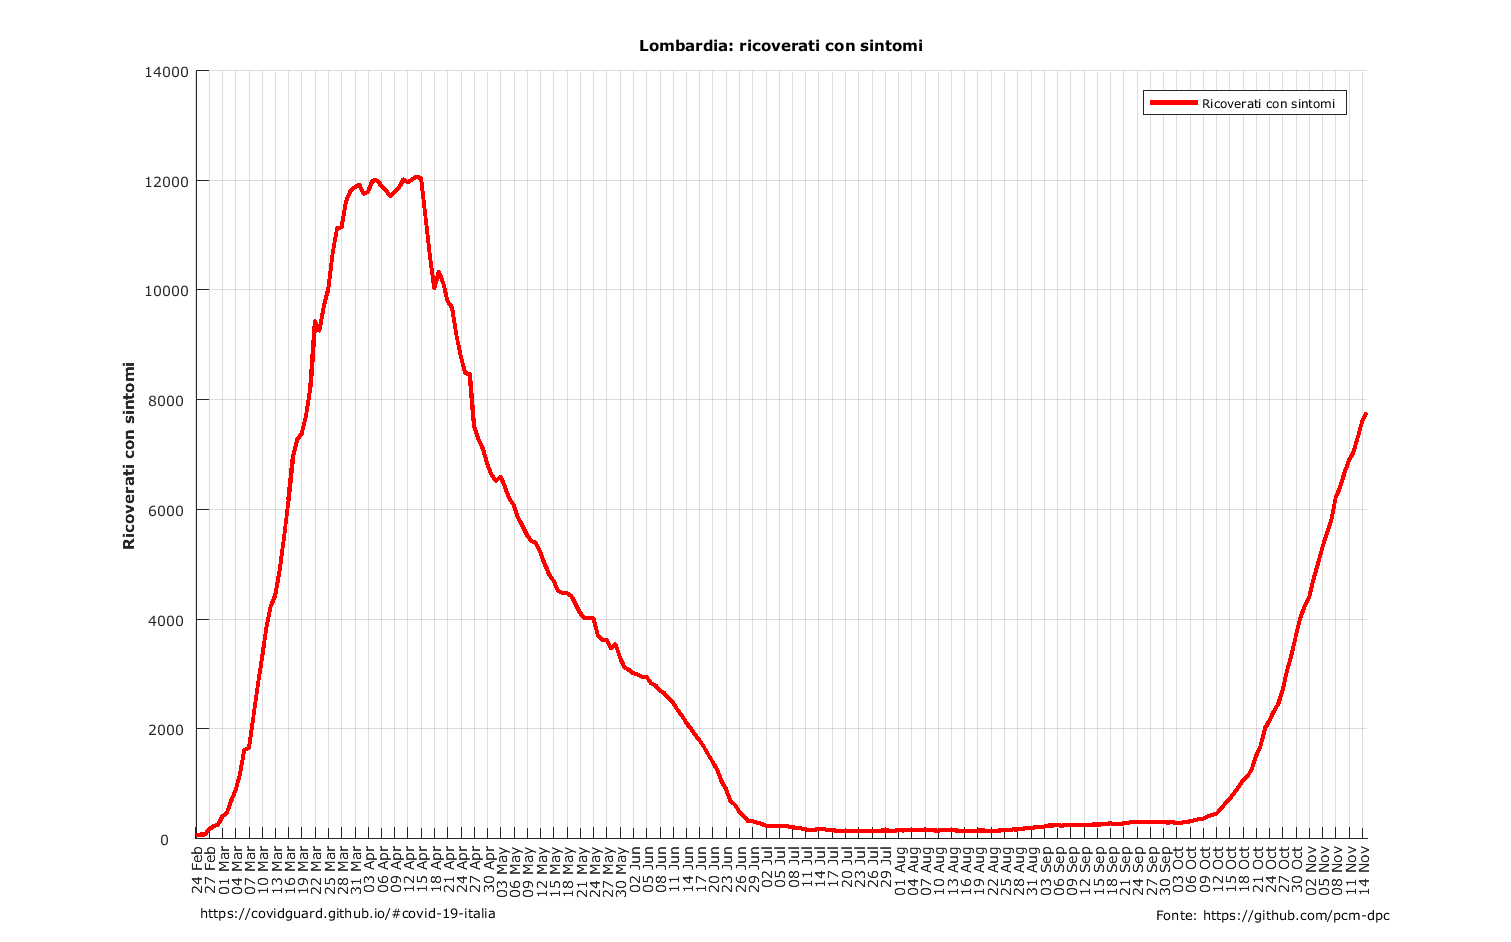 Lombardia: ricoverati con sintomi
Ricoverati con sintomi
Ricoverati con sintomi
14000
12000
10000
8000
6000
4000
2000
0
24 Feb
27 Feb
01 Mar
04 Mar
07 Mar
10 Mar
13 Mar
16 Mar
19 Mar
22 Mar
25 Mar
28 Mar
31 Mar
03 Apr
06 Apr
09 Apr
12 Apr
15 Apr
18 Apr
21 Apr
24 Apr
27 Apr
30 Apr
03 May
06 May
09 May
12 May
15 May
18 May
21 May
24 May
27 May
30 May
02 Jun
05 Jun
08 Jun
11 Jun
14 Jun
17 Jun
20 Jun
23 Jun
26 Jun
29 Jun
02 Jul
05 Jul
08 Jul
11 Jul
14 Jul
17 Jul
20 Jul
23 Jul
26 Jul
29 Jul
01 Aug
04 Aug
07 Aug
10 Aug
13 Aug
16 Aug
19 Aug
22 Aug
25 Aug
28 Aug
31 Aug
03 Sep
06 Sep
09 Sep
12 Sep
15 Sep
18 Sep
21 Sep
24 Sep
27 Sep
30 Sep
03 Oct
06 Oct
09 Oct
12 Oct
15 Oct
18 Oct
21 Oct
24 Oct
27 Oct
30 Oct
02 Nov
05 Nov
08 Nov
11 Nov
14 Nov
https://covidguard.github.io/#covid-19-italia
Fonte: https://github.com/pcm-dpc